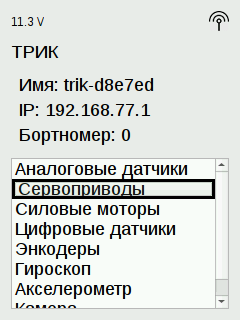 11.3 V
ТРИК
Имя: trik-d8e7ed
IP: 192.168.77.1
Бортномер: 0
Аналоговые датчики
Сервоприводы
Силовые моторы
Цифровые датчики
Энкодеры
Гироскоп
Акселерометр
Камера